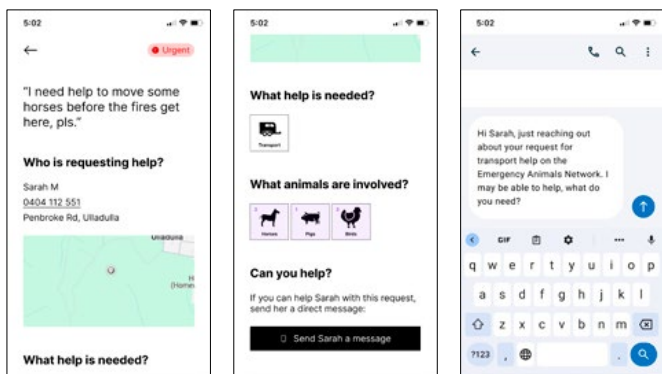 5:02
Urgent
“I need help to move some
horses before the fires get
here, pls.”
Who is requesting help?
Sarah M
0404 112 551
Penbroke Rd, Ulladulla
Ulladulla
H
(Homen
What help is needed?
5:02
What help is needed?
Transport
What animals are involved?
Horses
Pigs
Birds
Can you help?
If you can help Sarah with this request,
send her a direct message:
Send Sarah a message
5:02
Hi Sarah, just reaching out
about your request for
transport help on the
Emergency Animals Network. I
may be able to help, what do
you need?
GIF
q w e r t y u i o p
a s d f g h j k l
z x c v b n m
?123 , .